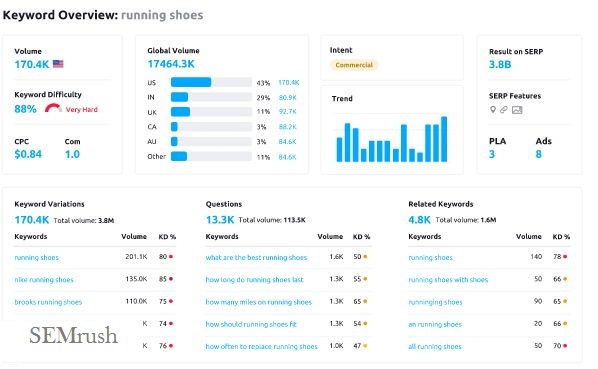 Keyword Overview: running shoes
Volume
170.4K
Keyword Difficulty
88% Very Hard
CPC Com
$0.84 1.0
Global Volume
17464.3K
US 43% 170.4K
IN 29% 80.9K
UK 11% 92.7K
CA 3% 88.2K
AU 3% 84.6K
Other 11% 84.6K
Intent
Commercial
Trend
Result on SERP
3.8B
SERP Features
PLA Ads
3 8
Keyword Variations
170.4K Total volume: 3.8M
Keywords Volume KD %
running shoes 201.1K 80
nike running shoes 135.0K 85
brooks running shoes 110.0K 75
K 74
K 76
SEMrush
Questions
13.3K Total volume: 113.5K
Keywords Volume KD %
what are the best running shoes 1.6K 50
how long do running shoes last 1.3K 55
how many miles on running shoes 1.3K 65
how should running shoes fit 1.3K 54
how often to replace running shoes 1.0K 47
Related Keywords
4.8K Total volume: 1.6M
Keywords Volume KD %
running shoes 140 78
running shoes with shoes 50 66
runninging shoes 90 65
an running shoes 20 66
all running shoes 50 70